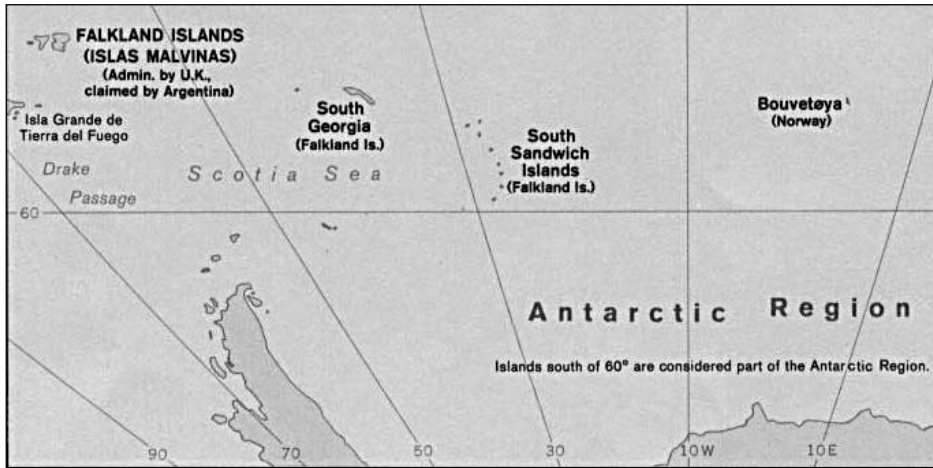 FALKLAND ISLANDS
(ISLAS MALVINAS)
(Admin. by U.K.,
claimed by Argentina)
Isla Grande de
Tierra del Fuego
South
Georgia
(Falkland Is.)
South
Sandwich
Islands
(Falkland Is.)
Bouvetøya
(Norway)
Drake
Passage
Scotia Sea
60
Antarctic Region
Islands south of 60° are considered part of the Antarctic Region.
90
70
50
30
10W
10E